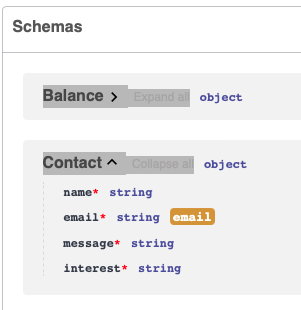 Schemas
Balance Expand all object
Contact Collapse all object
name* string
email* string email
message* string
interest* string